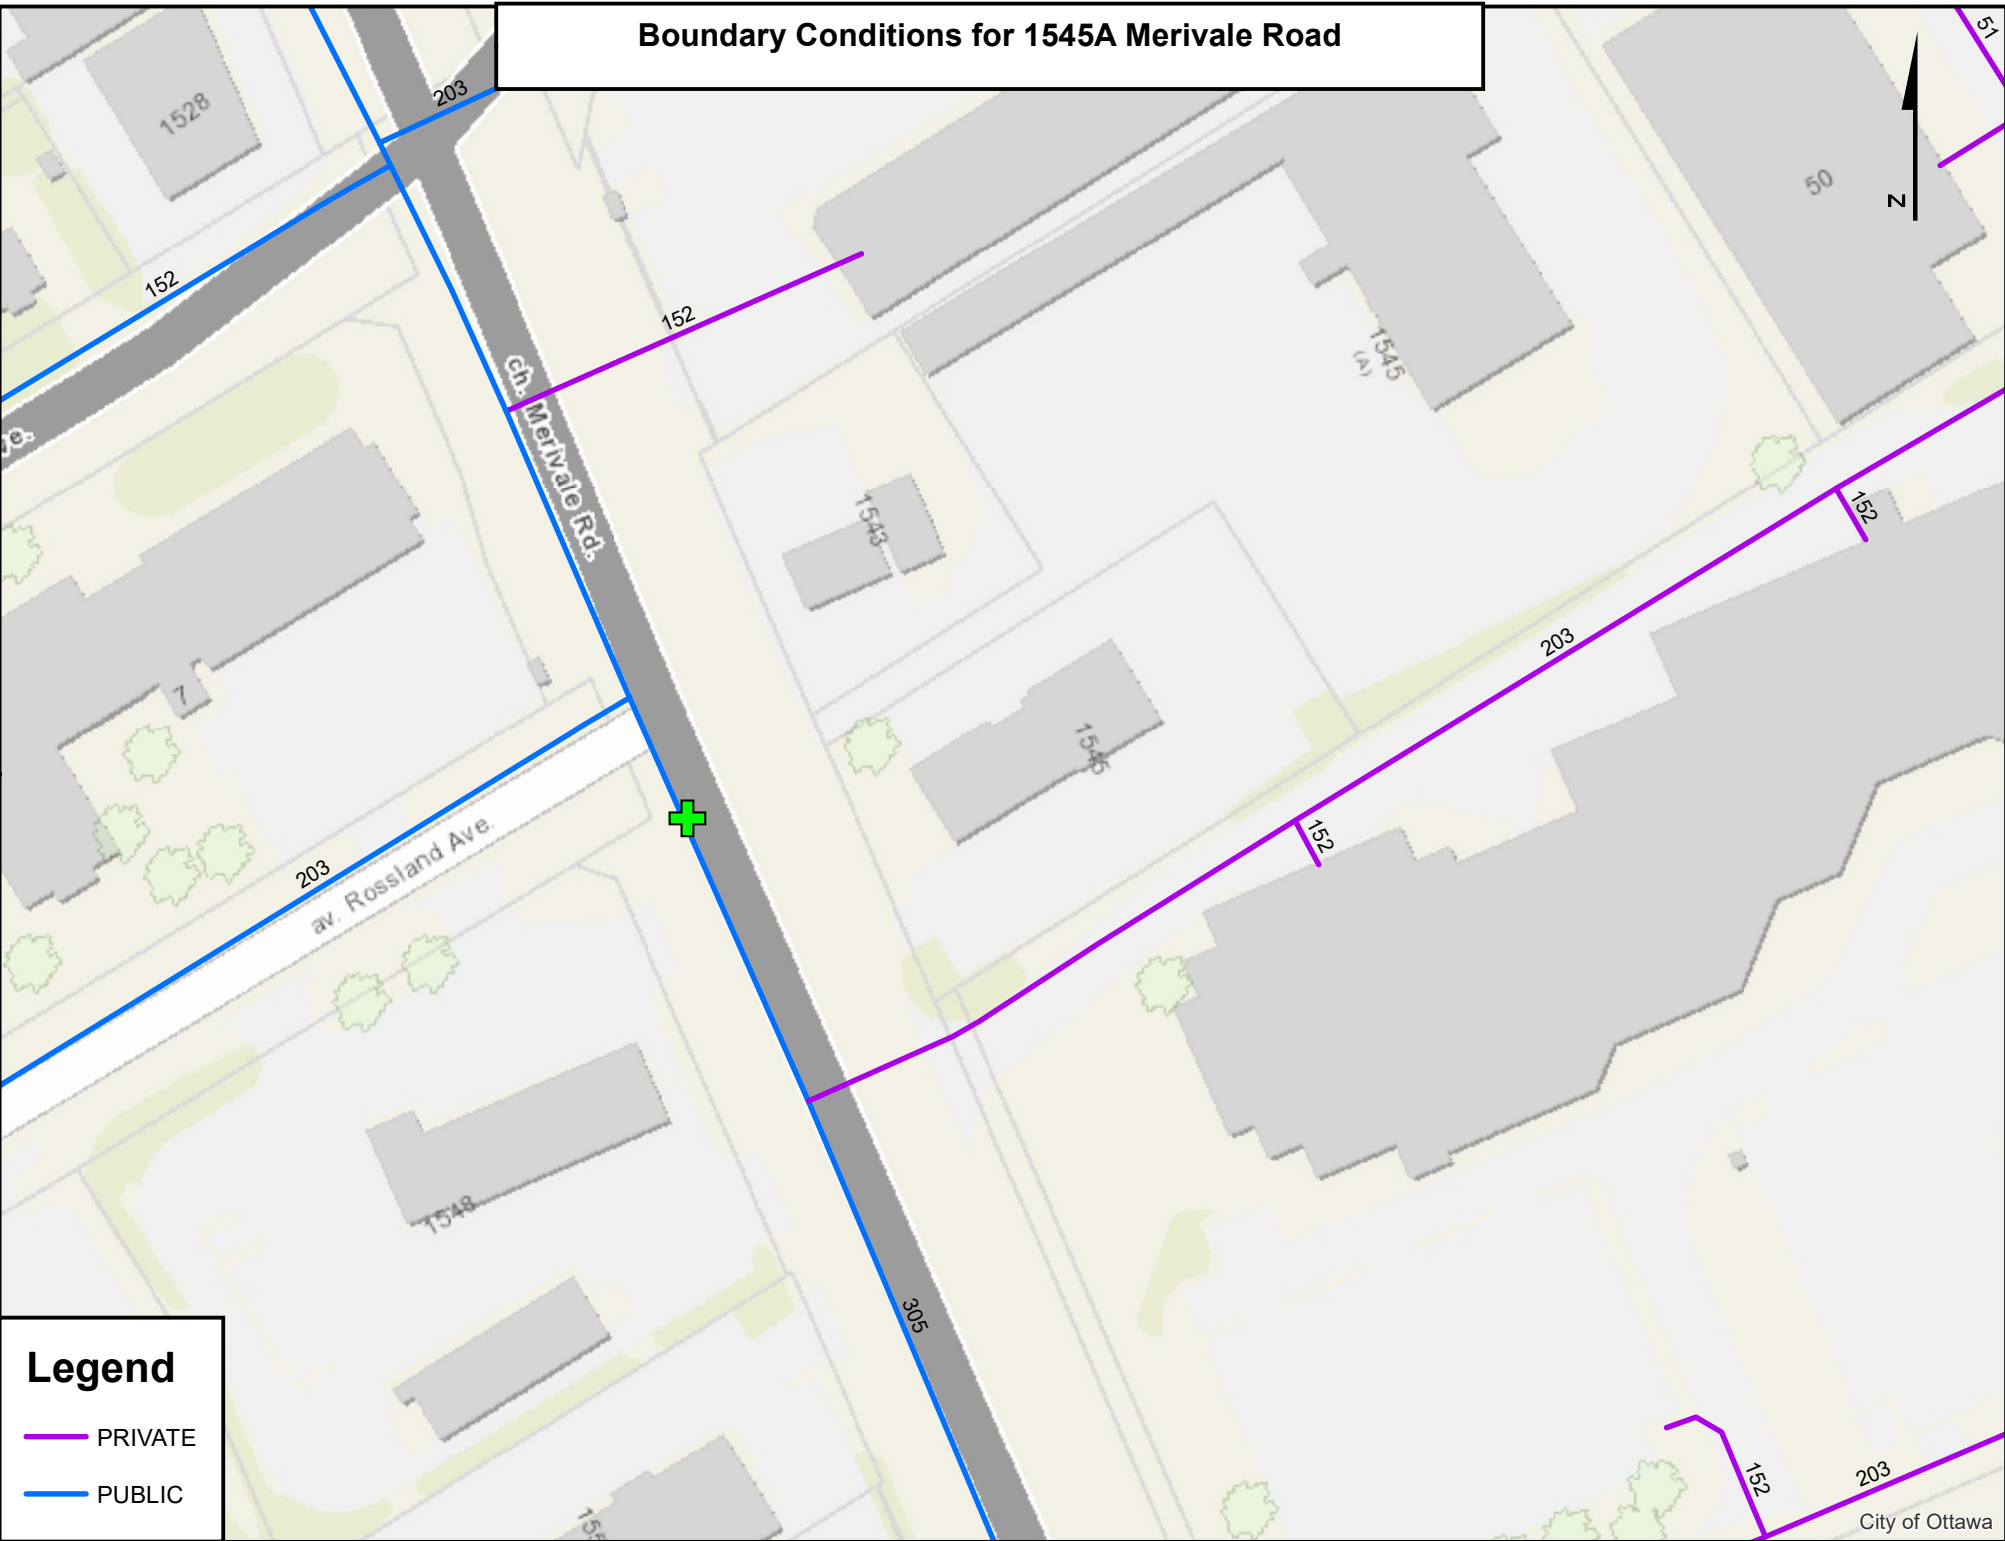 Boundary Conditions for 1545A Merivale Road
51
203
1528
50
N
152
152
1545
(A)
ch. Merivale Rd.
ve.
1543
152
203
7
1545
152
203
av. Rossland Ave.
1548
305
Legend
PRIVATE
PUBLIC
152
203
City of Ottawa